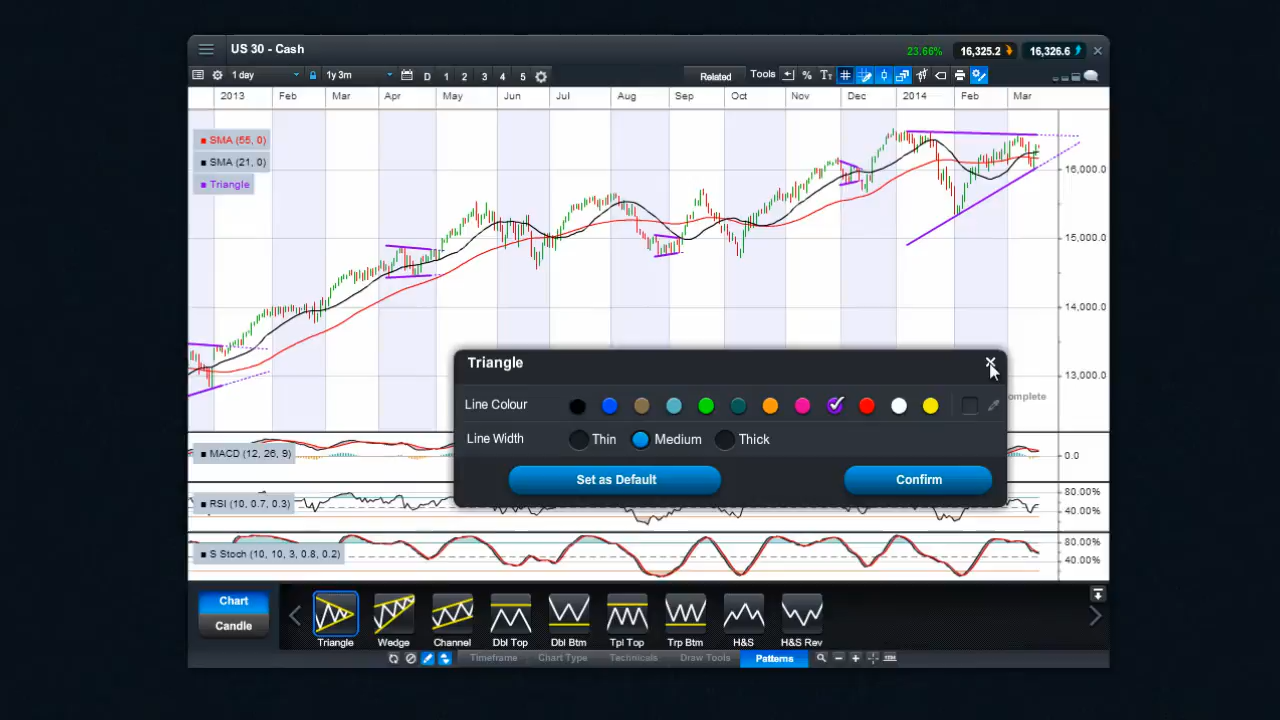 US 30 - Cash
23.66% 16,325.2 16,326.6
1 day 1y 3m D 1 2 3 4 5 Related Tools % TT
2013 Feb Mar Apr May Jun Jul Aug Sep Oct Nov Dec 2014 Feb Mar
SMA (55, 0)
SMA (21, 0)
Triangle
16,000.0
15,000.0
14,000.0
13,000.0
Triangle
Line Colour
omplete
Line Width Thin Medium Thick
Set as Default Confirm
MACD (12, 26, 9)
0.0
RSI (10, 0.7, 0.3)
80.00%
40.00%
S Stoch (10, 10, 3, 0.8, 0.2)
80.00%
40.00%
Chart
Candle
Triangle Wedge Channel Dbl Top Dbl Btm Tpl Top Trp Btm H&S H&S Rev
Timeframe Chart Type Technicals Draw Tools Patterns